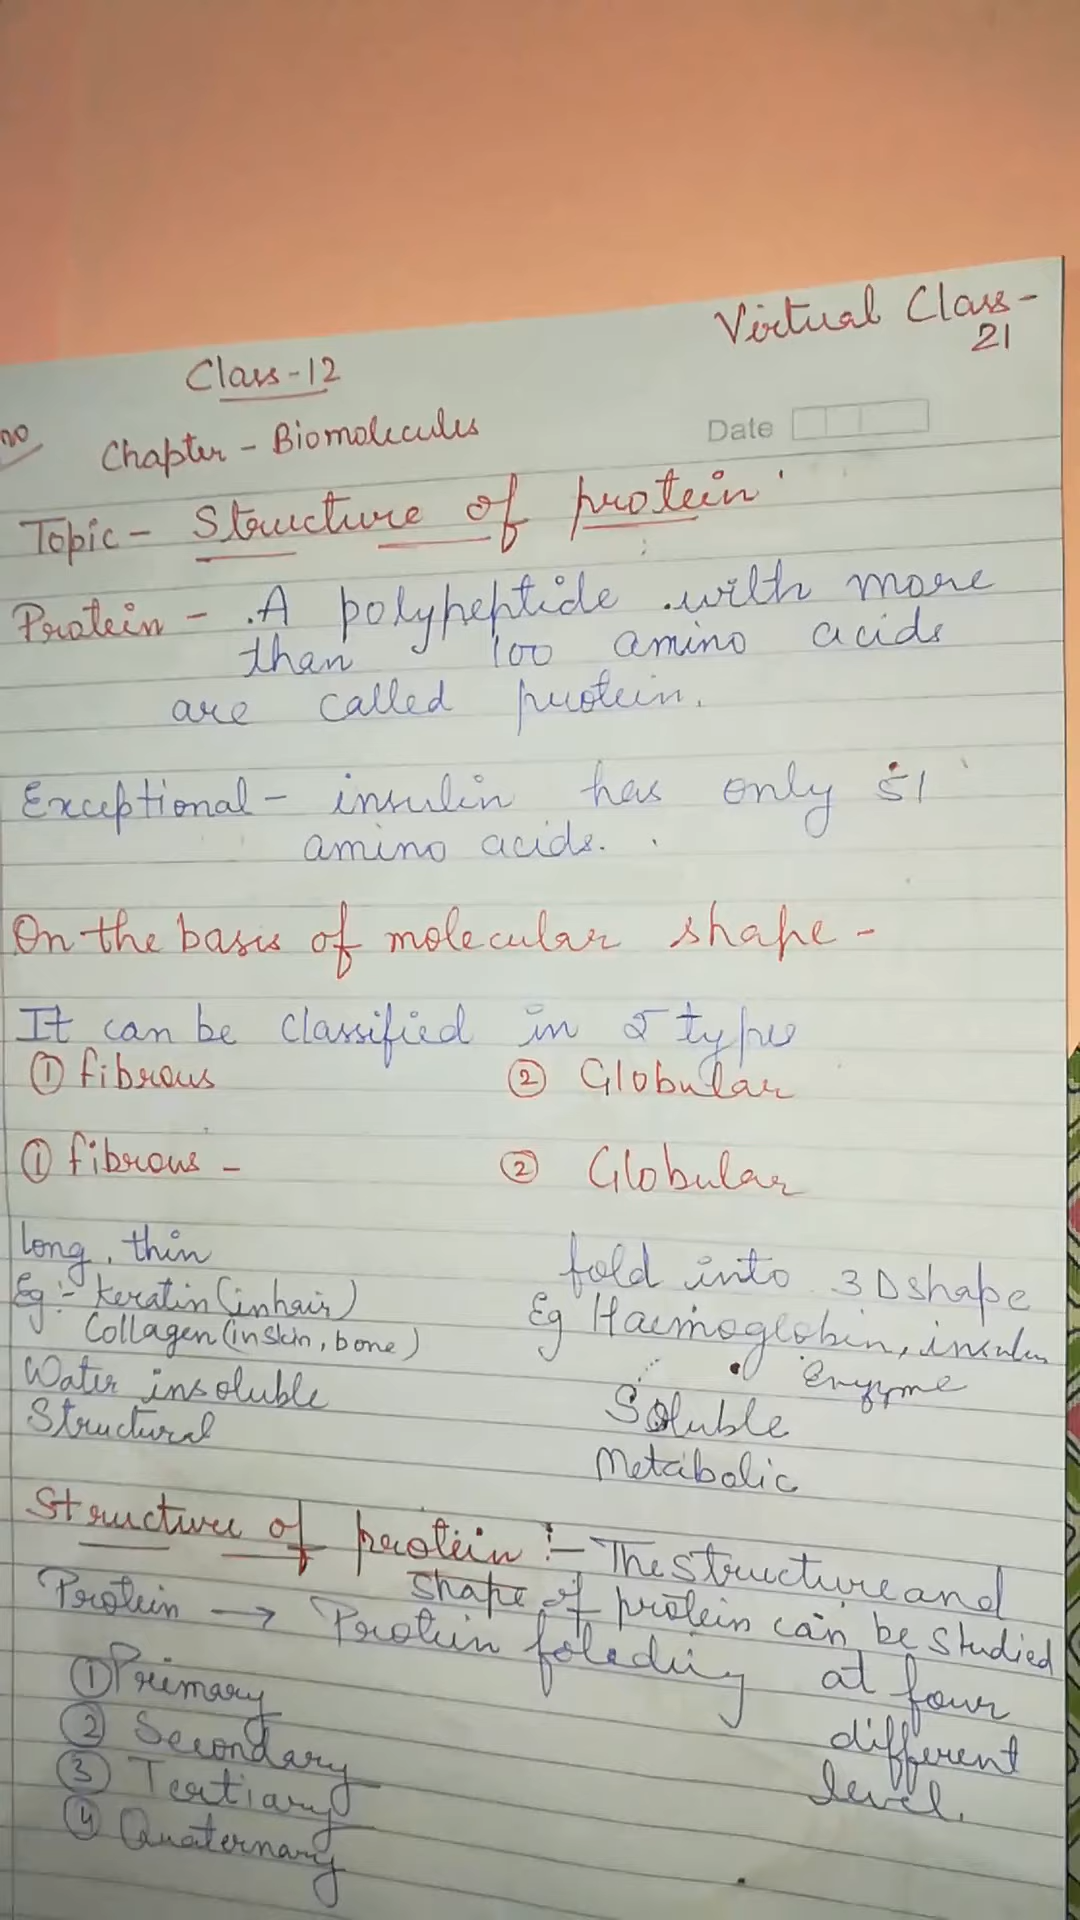 Virtual Class-
21
Class-12
Date
Chapter - Biomolecules
Topic - Structure of protein
Protein - A polypeptide with more
than 100 amino acids
are called protein.
Exceptional - insulin has only 51
amino acids.
On the basis of molecular shape -
It can be classified in 2 types
① fibrous ② Globular
① fibrous - ② Globular
long, thin fold into 3D shape
Eg:- Keratin (in hair) Eg Haemoglobin, insulin
Collagen (in skin, bone) Enzyme
Water insoluble Soluble
Structural Metabolic
Structure of protein :- The structure and
shape of protein can be studied
Protein → Protein folading at four
① Primary different
② Secondary level.
③ Tertiary
④ Quaternary